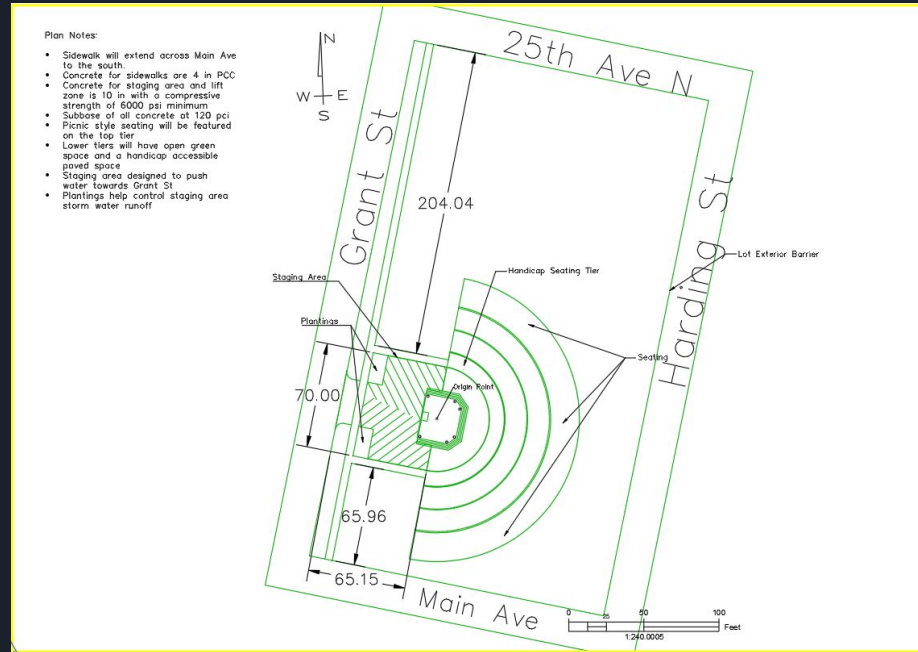 Plan Notes:
• Sidewalk will extend across Main Ave
to the south.
• Concrete for sidewalks are 4 in PCC
• Concrete for staging area and lift
zone is 10 in with a compressive
strength of 6000 psi minimum
• Subbase of all concrete at 120 pci
• Picnic style seating will be featured
on the top tier
• Lower tiers will have open green
space and a handicap accessible
paved space
• Staging area designed to push
water towards Grant St
• Plantings help control staging area
storm water runoff
N
W E
S
25th Ave N
Grant St
204.04
Harding St
Lot Exterior Barrier
Handicap Seating Tier
Staging Area
Plantings
Seating
Origin Point
70.00
65.96
65.15
Main Ave
0 25 50 100
Feet
1:240.0005